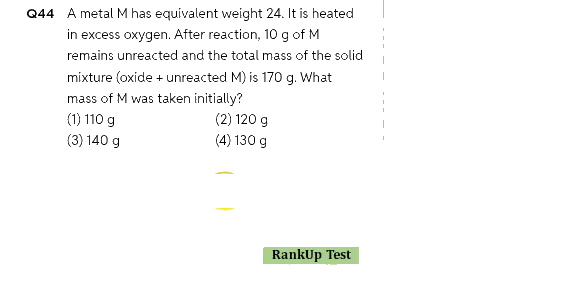 Q44 A metal M has equivalent weight 24. It is heated
in excess oxygen. After reaction, 10 g of M
remains unreacted and the total mass of the solid
mixture (oxide + unreacted M) is 170 g. What
mass of M was taken initially?
(1) 110 g (2) 120 g
(3) 140 g (4) 130 g
RankUp Test